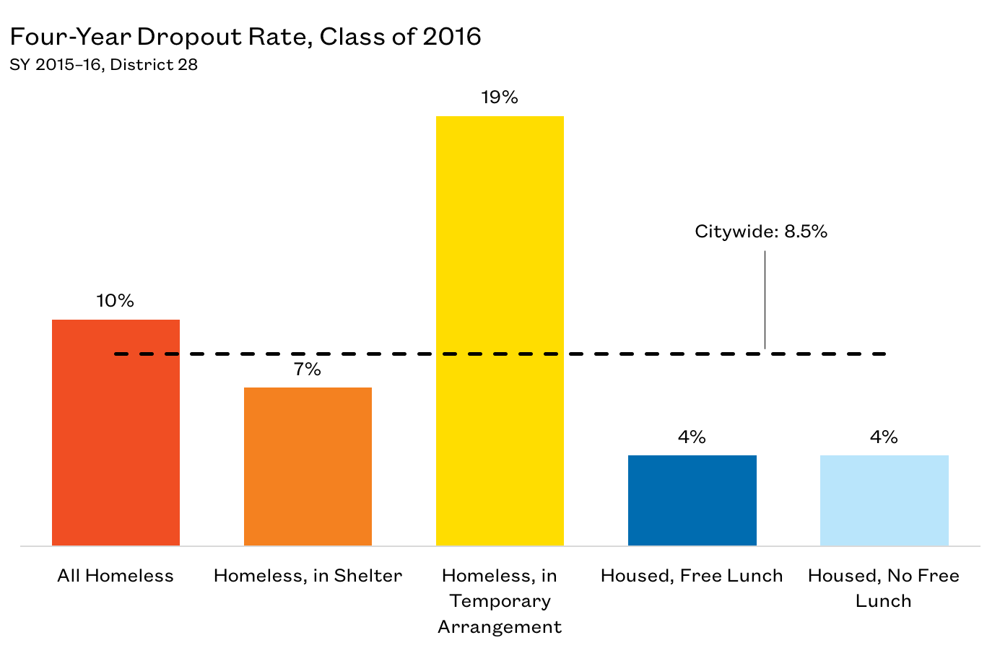 Four-Year Dropout Rate, Class of 2016
SY 2015–16, District 28
19%
Citywide: 8.5%
10%
7%
4%
4%
All Homeless
Homeless, in Shelter
Homeless, in
Temporary
Arrangement
Housed, Free Lunch
Housed, No Free
Lunch